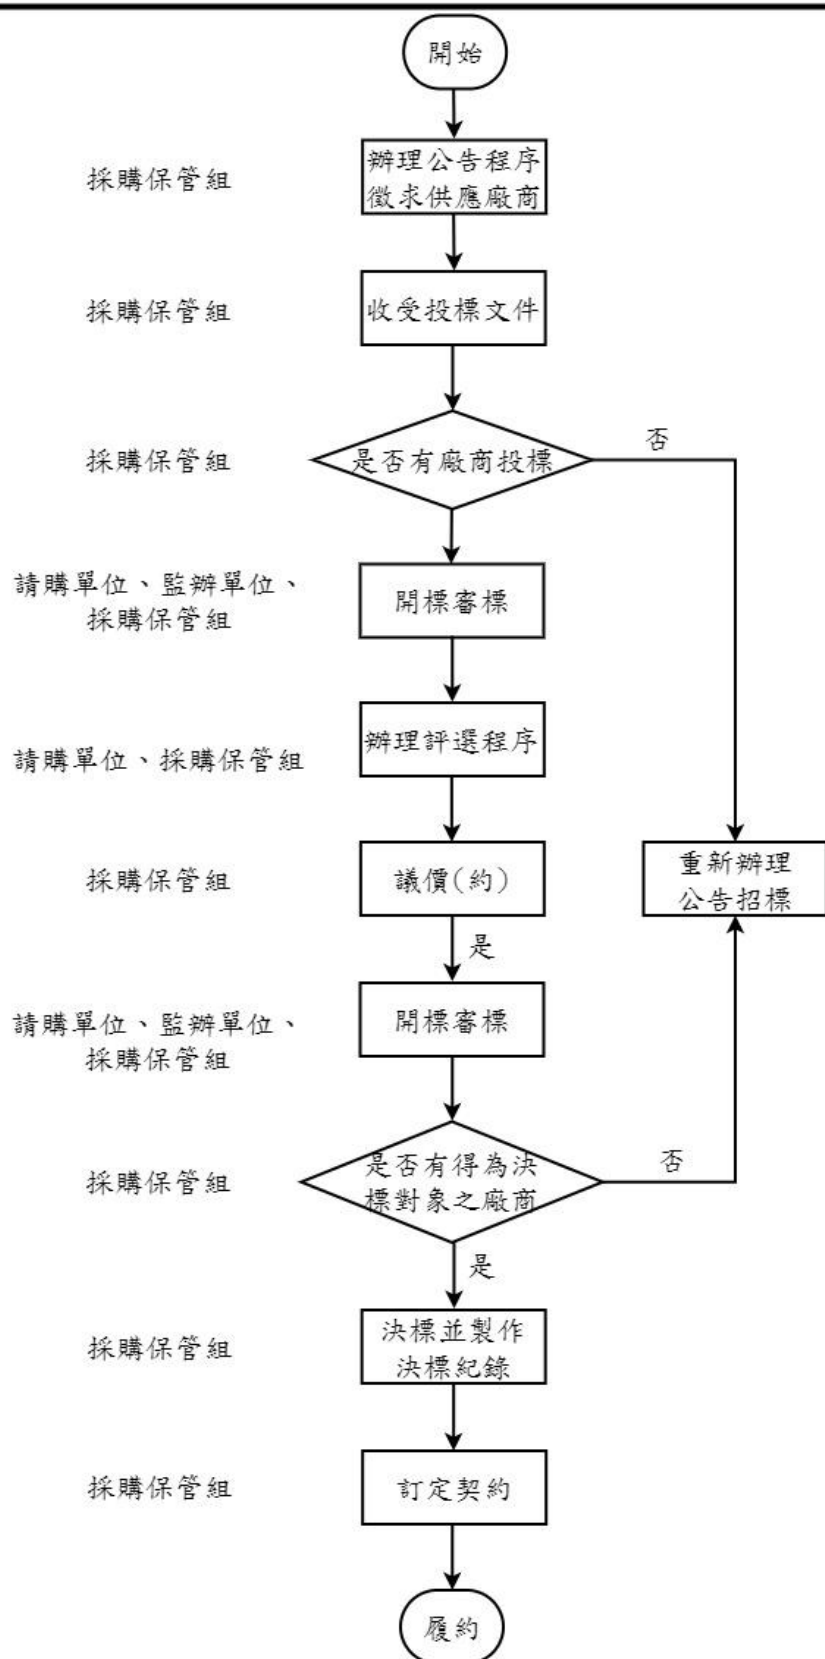 開始
採購保管組
辦理公告程序
徵求供應廠商
採購保管組
收受投標文件
採購保管組
是否有廠商投標
否
請購單位、監辦單位、
採購保管組
開標審標
請購單位、採購保管組
辦理評選程序
採購保管組
議價(約)
重新辦理
公告招標
是
請購單位、監辦單位、
採購保管組
開標審標
採購保管組
是否有得為決
標對象之廠商
否
是
採購保管組
決標並製作
決標紀錄
採購保管組
訂定契約
履約